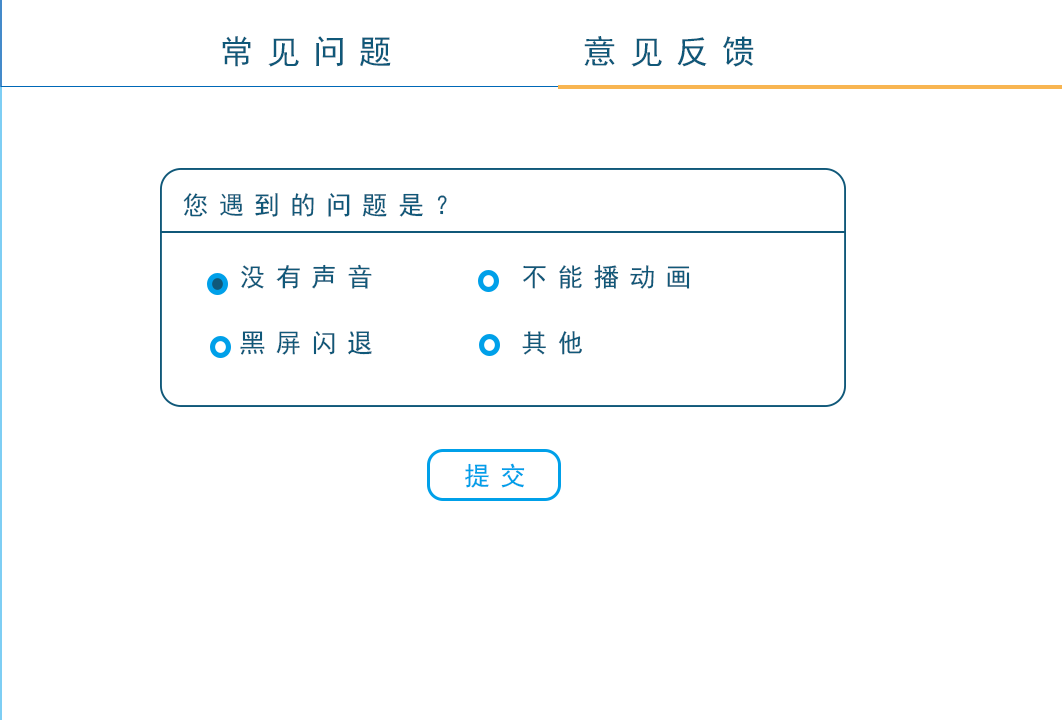 常见问题 意见反馈
您遇到的问题是?
没有声音 不能播动画
黑屏闪退 其他
提交